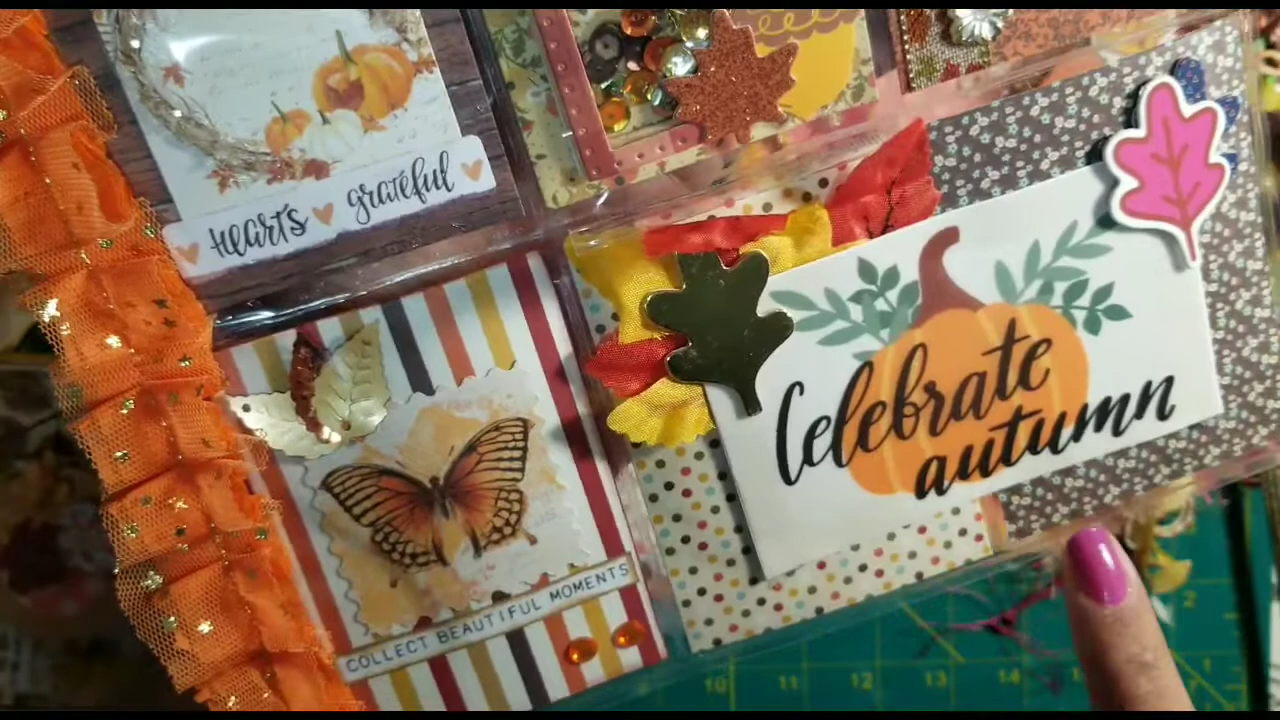 Hearts grateful
Celebrate
autumn
COLLECT BEAUTIFUL MOMENTS
10 11 12 13 14
2
1